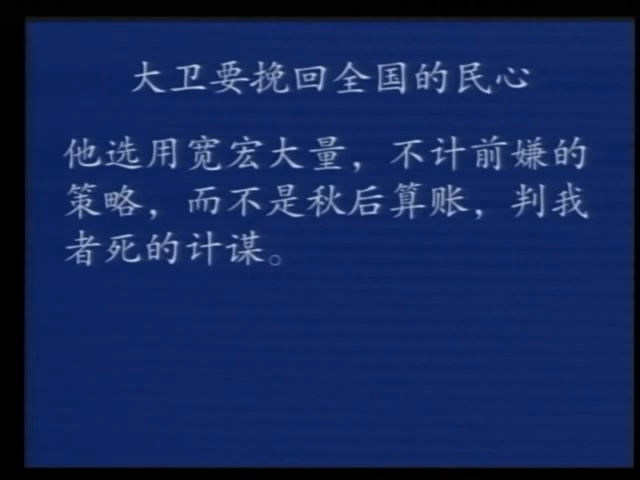 大卫要挽回全国的民心
他选用宽宏大量，不计前嫌的
策略，而不是秋后算账，判我
者死的计谋。